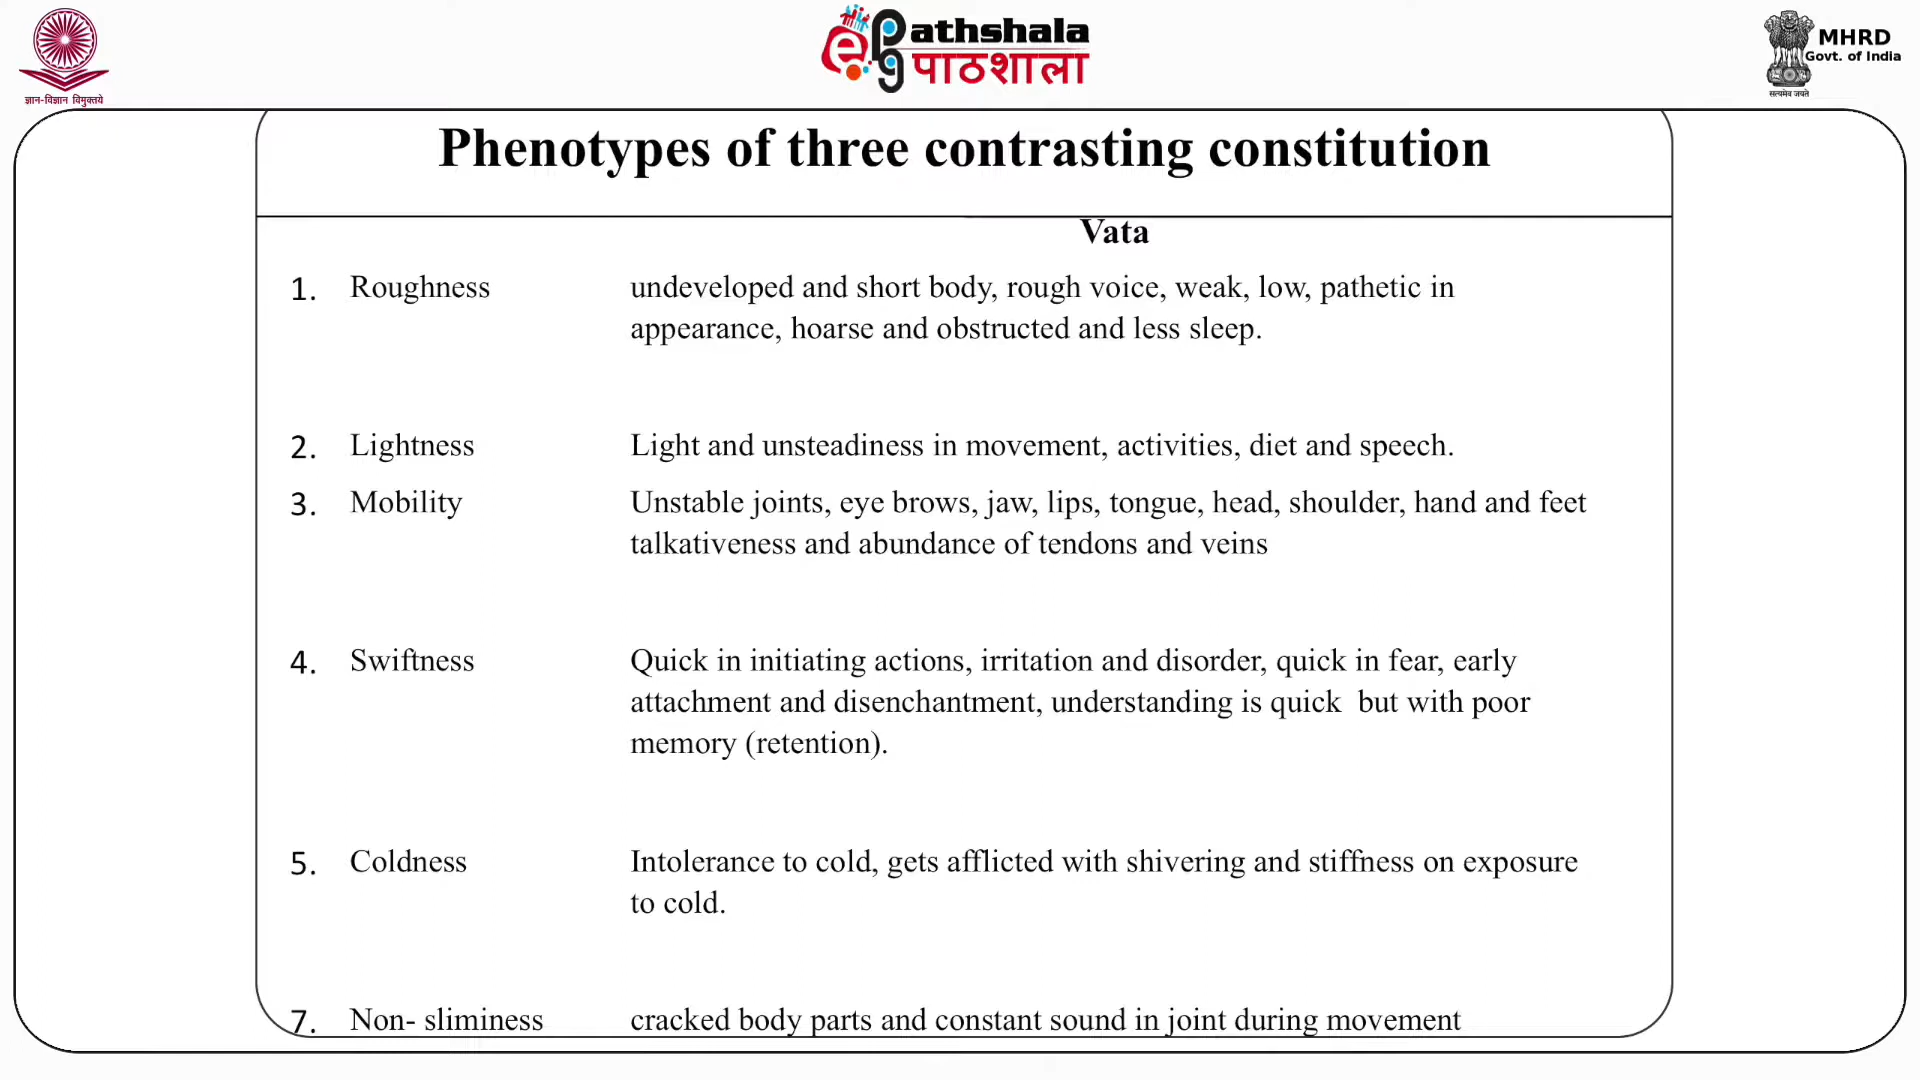 ज्ञान-विज्ञान विमुक्तये
e Pg Pathshala
पाठशाला
MHRD
Govt. of India
सत्यमेव जयते
Phenotypes of three contrasting constitution
Vata
1. Roughness undeveloped and short body, rough voice, weak, low, pathetic in
appearance, hoarse and obstructed and less sleep.
2. Lightness Light and unsteadiness in movement, activities, diet and speech.
3. Mobility Unstable joints, eye brows, jaw, lips, tongue, head, shoulder, hand and feet
talkativeness and abundance of tendons and veins
4. Swiftness Quick in initiating actions, irritation and disorder, quick in fear, early
attachment and disenchantment, understanding is quick  but with poor
memory (retention).
5. Coldness Intolerance to cold, gets afflicted with shivering and stiffness on exposure
to cold.
7. Non- sliminess cracked body parts and constant sound in joint during movement